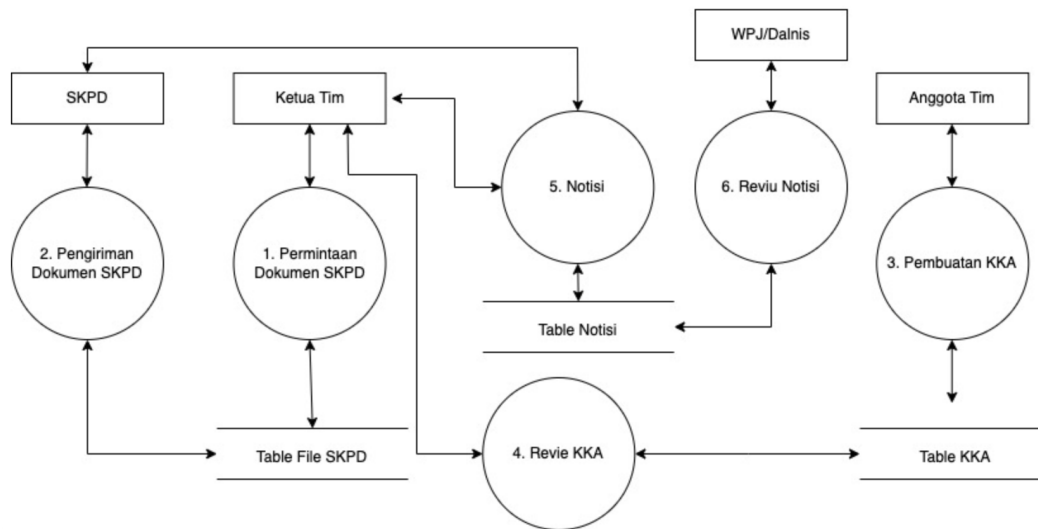 WPJ/Dalnis
SKPD
Ketua Tim
Anggota Tim
5. Notisi
6. Reviu Notisi
2. Pengiriman
Dokumen SKPD
1. Permintaan
Dokumen SKPD
3. Pembuatan KKA
Table Notisi
Table File SKPD
4. Revie KKA
Table KKA